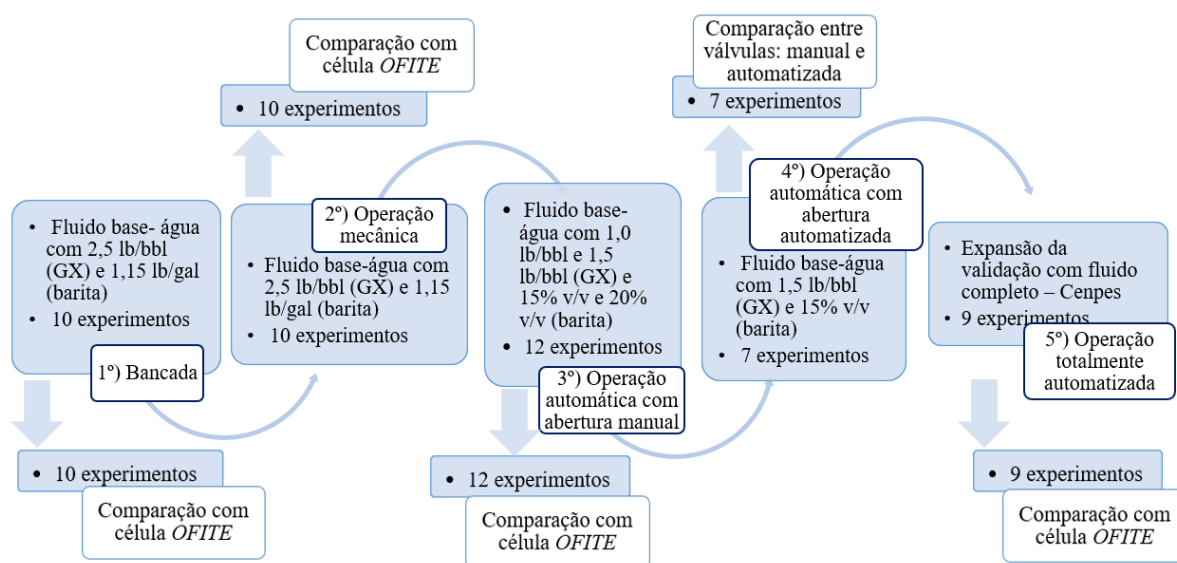 Comparação com
célula OFITE
• 10 experimentos
Comparação entre
válvulas: manual e
automatizada
• 7 experimentos
• Fluido base- água
com 2,5 lb/bbl
(GX) e 1,15 lb/gal
(barita)
• 10 experimentos
1º) Bancada
• 10 experimentos
Comparação com
célula OFITE
2º) Operação
mecânica
• Fluido base-água com
2,5 lb/bbl (GX) e 1,15
lb/gal (barita)
• 10 experimentos
• Fluido base-
água com 1,0
lb/bbl e 1,5
lb/bbl (GX) e
15% v/v e 20%
v/v (barita)
• 12 experimentos
3º) Operação
automática com
abertura manual
• 12 experimentos
Comparação com
célula OFITE
4º) Operação
automática com
abertura
automatizada
• Fluido base-água
com 1,5 lb/bbl
(GX) e 15% v/v
(barita)
• 7 experimentos
• Expansão da
validação com fluido
completo – Cenpes
• 9 experimentos
5º) Operação
totalmente
automatizada
• 9 experimentos
Comparação com
célula OFITE